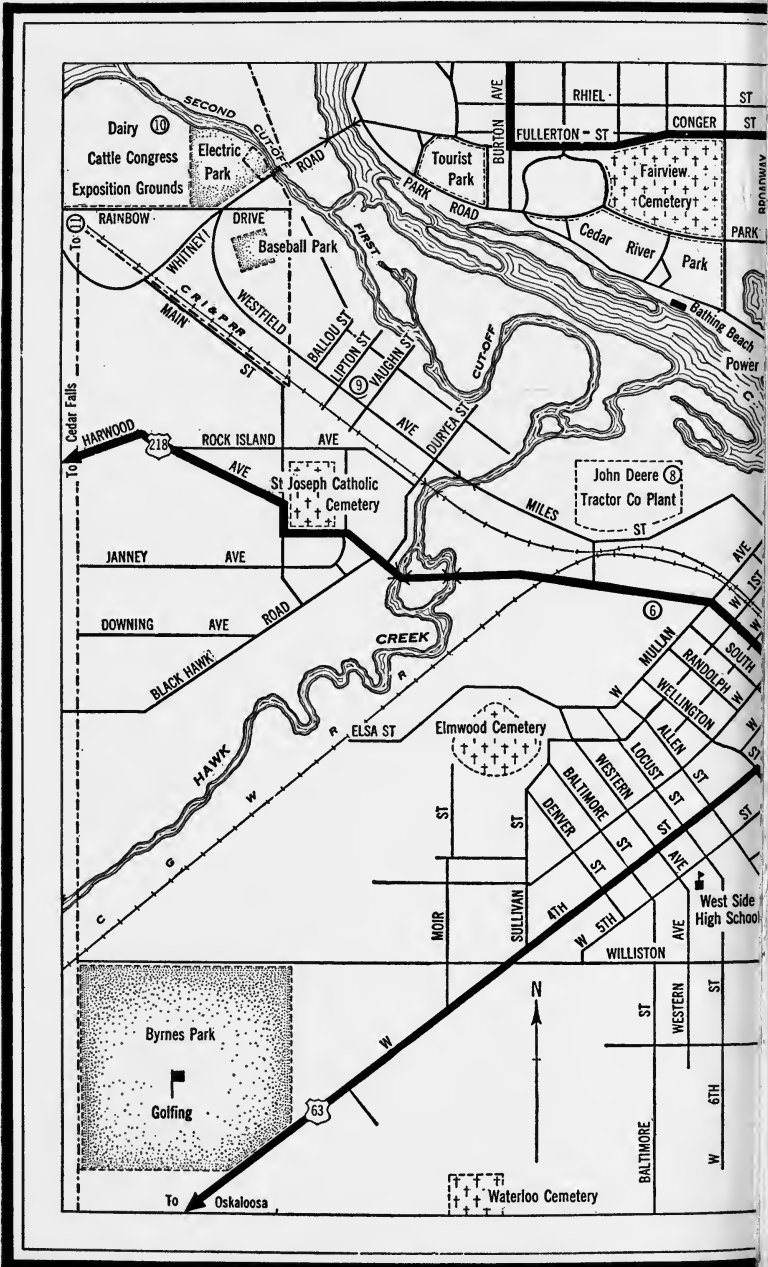 SECOND
CUT-OFF
Dairy 10
Cattle Congress
Exposition Grounds
Electric
Park
ROAD
BURTON AVE
RHIEL ST
CONGER ST
FULLERTON ST
Tourist
Park
Fairview
Cemetery
BROADWAY
PARK ROAD
PARK
Cedar River
Park
To 11
RAINBOW DRIVE
WHITNEY
Baseball Park
FIRST
CUT-OFF
C R I & P R R
MAIN ST
WESTFIELD AVE
BALLOU ST
LIPTON ST
VAUGHN ST
9
DURYEA ST
Bathing Beach
Power
C
To Cedar Falls
HARWOOD AVE
218
ROCK ISLAND AVE
St Joseph Catholic
Cemetery
John Deere 8
Tractor Co Plant
MILES ST
JANNEY AVE
DOWNING AVE
BLACK HAWK ROAD
HAWK CREEK
C G W R R
6
W MULLAN AVE
W 1ST
SOUTH
RANDOLPH
WELLINGTON
W
W
W
ST
ELSA ST
Elmwood Cemetery
ALLEN ST
LOCUST ST
WESTERN AVE
BALTIMORE ST
DENVER ST
MOIR ST
SULLIVAN ST
W 4TH ST
W 5TH ST
West Side
High School
WILLISTON
N
BALTIMORE ST
WESTERN AVE
W 6TH ST
Byrnes Park
Golfing
63
To Oskaloosa
Waterloo Cemetery